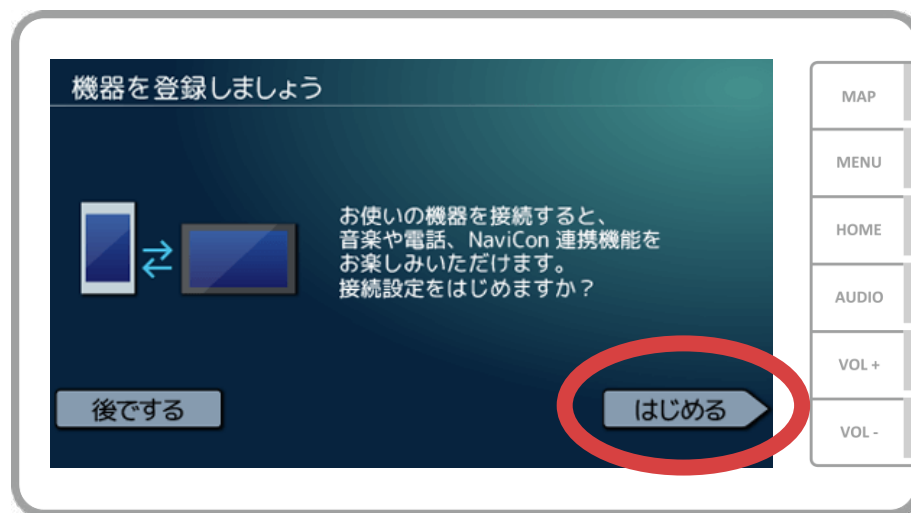 機器を登録しましょう
お使いの機器を接続すると、
音楽や電話、NaviCon 連携機能を
お楽しみいただけます。
接続設定をはじめますか？
後でする
はじめる
MAP
MENU
HOME
AUDIO
VOL +
VOL -